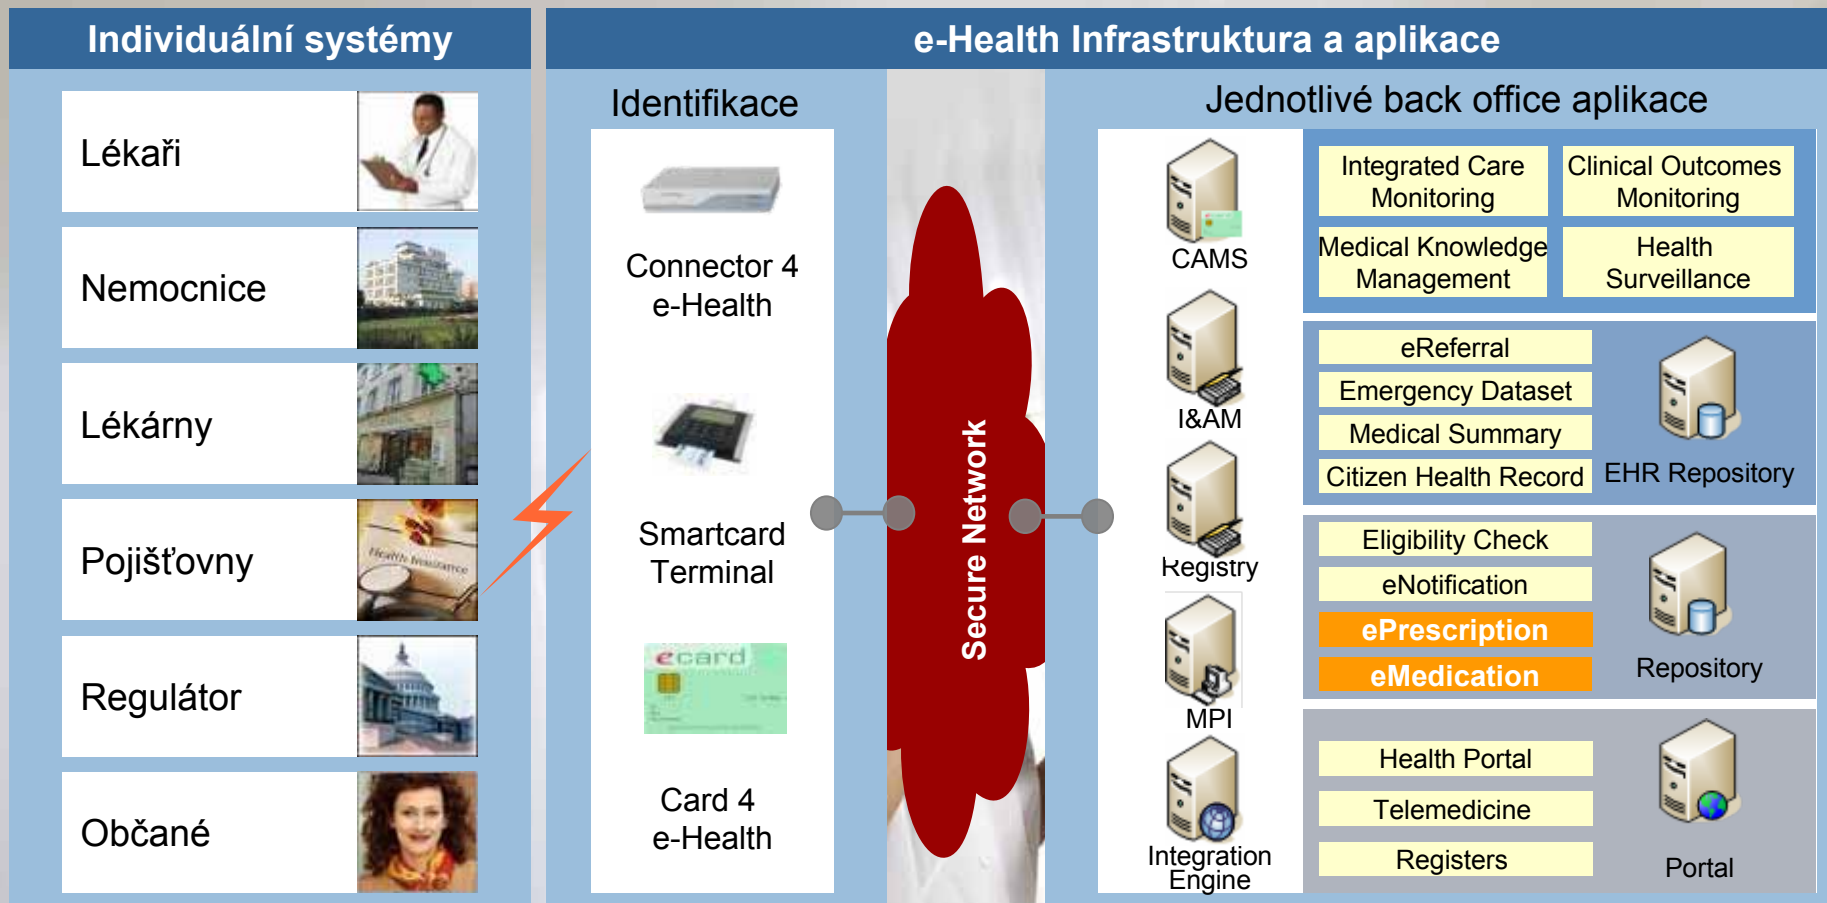 Individuální systémy
e-Health Infrastruktura a aplikace
Lékaři
Nemocnice
Lékárny
Pojišťovny
Health Insurance
Regulátor
Občané
Identifikace
Connector 4
e-Health
Smartcard
Terminal
ecard
Card 4
e-Health
Secure Network
Jednotlivé back office aplikace
CAMS
I&AM
Registry
MPI
Integration
Engine
Integrated Care
Monitoring
Clinical Outcomes
Monitoring
Medical Knowledge
Management
Health
Surveillance
eReferral
Emergency Dataset
Medical Summary
Citizen Health Record
EHR Repository
Eligibility Check
eNotification
ePrescription
eMedication
Repository
Health Portal
Telemedicine
Registers
Portal